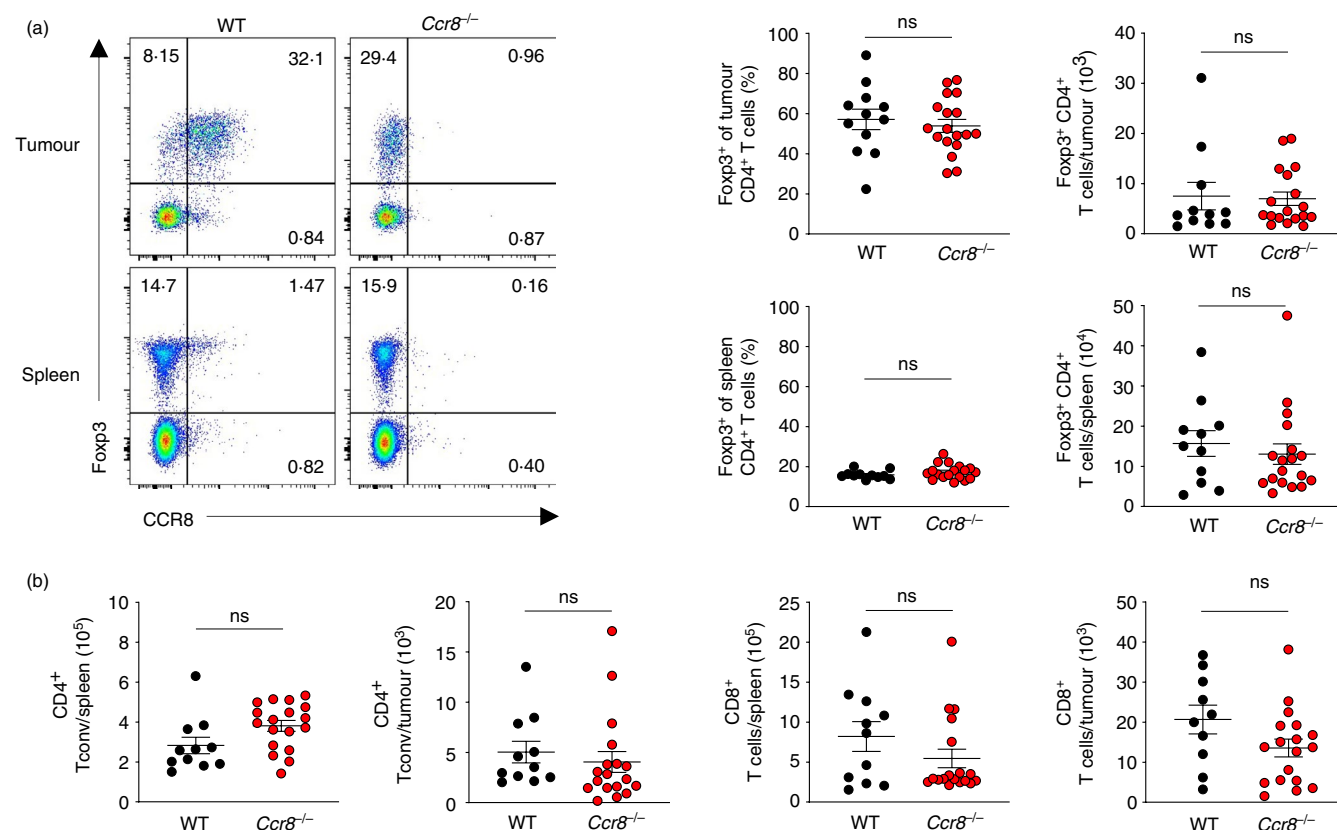 (a)
WT
Ccr8–/–
Tumour
8·15
32·1
0·84
29·4
0·96
0·87
Spleen
14·7
1·47
0·82
15·9
0·16
0·40
Foxp3
CCR8
Foxp3+ of tumour
CD4+ T cells (%)
100
80
60
40
20
0
ns
WT
Ccr8–/–
Foxp3+ CD4+
T cells/tumour (10³)
40
30
20
10
0
ns
WT
Ccr8–/–
Foxp3+ of spleen
CD4+ T cells (%)
100
80
60
40
20
0
ns
WT
Ccr8–/–
Foxp3+ CD4+
T cells/spleen (10⁴)
50
40
30
20
10
0
ns
WT
Ccr8–/–
(b)
CD4+
Tconv/spleen (10⁵)
10
8
6
4
2
0
ns
WT
Ccr8–/–
CD4+
Tconv/tumour (10³)
20
15
10
5
0
ns
WT
Ccr8–/–
CD8+
T cells/spleen (10⁵)
25
20
15
10
5
0
ns
WT
Ccr8–/–
CD8+
T cells/tumour (10³)
50
40
30
20
10
0
ns
WT
Ccr8–/–